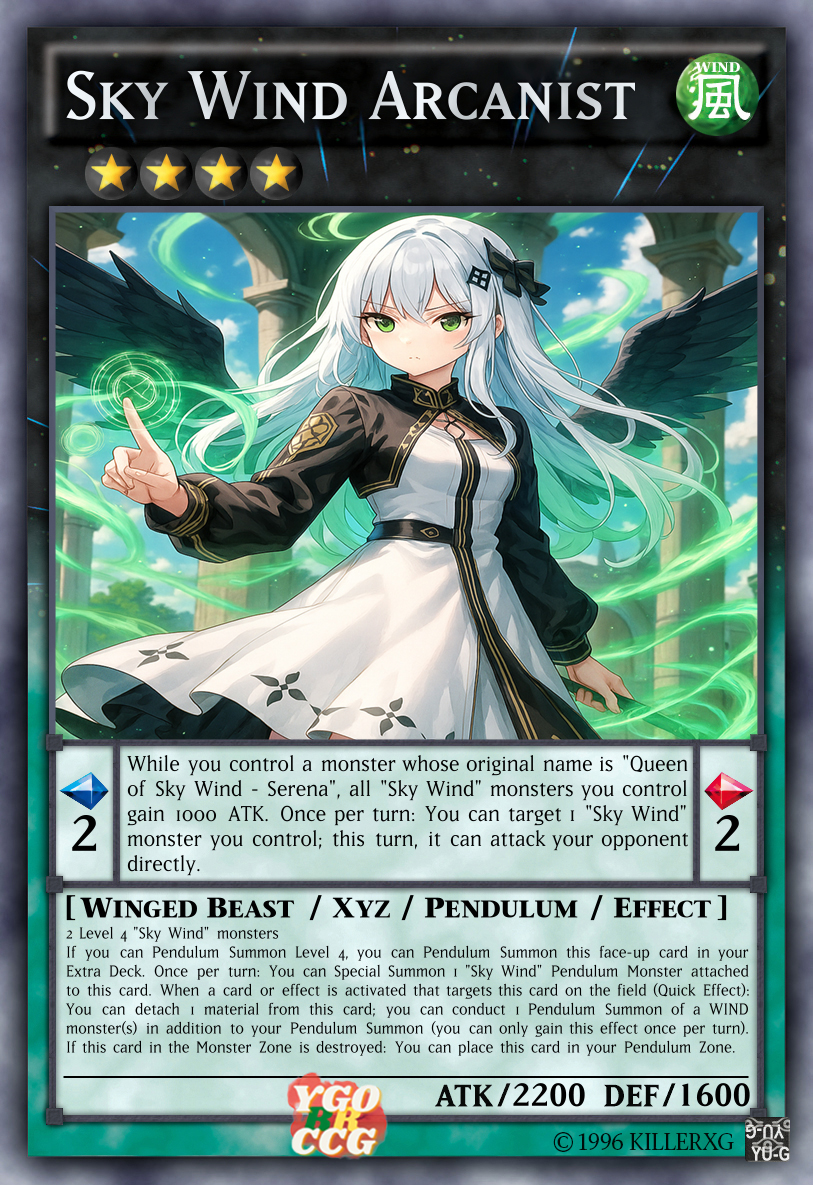 SKY WIND ARCANIST
WIND
風
While you control a monster whose original name is "Queen
of Sky Wind - Serena", all "Sky Wind" monsters you control
gain 1000 ATK. Once per turn: You can target 1 "Sky Wind"
monster you control; this turn, it can attack your opponent
directly.
2
2
[ WINGED BEAST / XYZ / PENDULUM / EFFECT ]
2 Level 4 "Sky Wind" monsters
If you can Pendulum Summon Level 4, you can Pendulum Summon this face-up card in your
Extra Deck. Once per turn: You can Special Summon 1 "Sky Wind" Pendulum Monster attached
to this card. When a card or effect is activated that targets this card on the field (Quick Effect):
You can detach 1 material from this card; you can conduct 1 Pendulum Summon of a WIND
monster(s) in addition to your Pendulum Summon (you can only gain this effect once per turn).
If this card in the Monster Zone is destroyed: You can place this card in your Pendulum Zone.
ATK/2200 DEF/1600
YGO
BR
CCG
© 1996 KILLERXG
YU-G